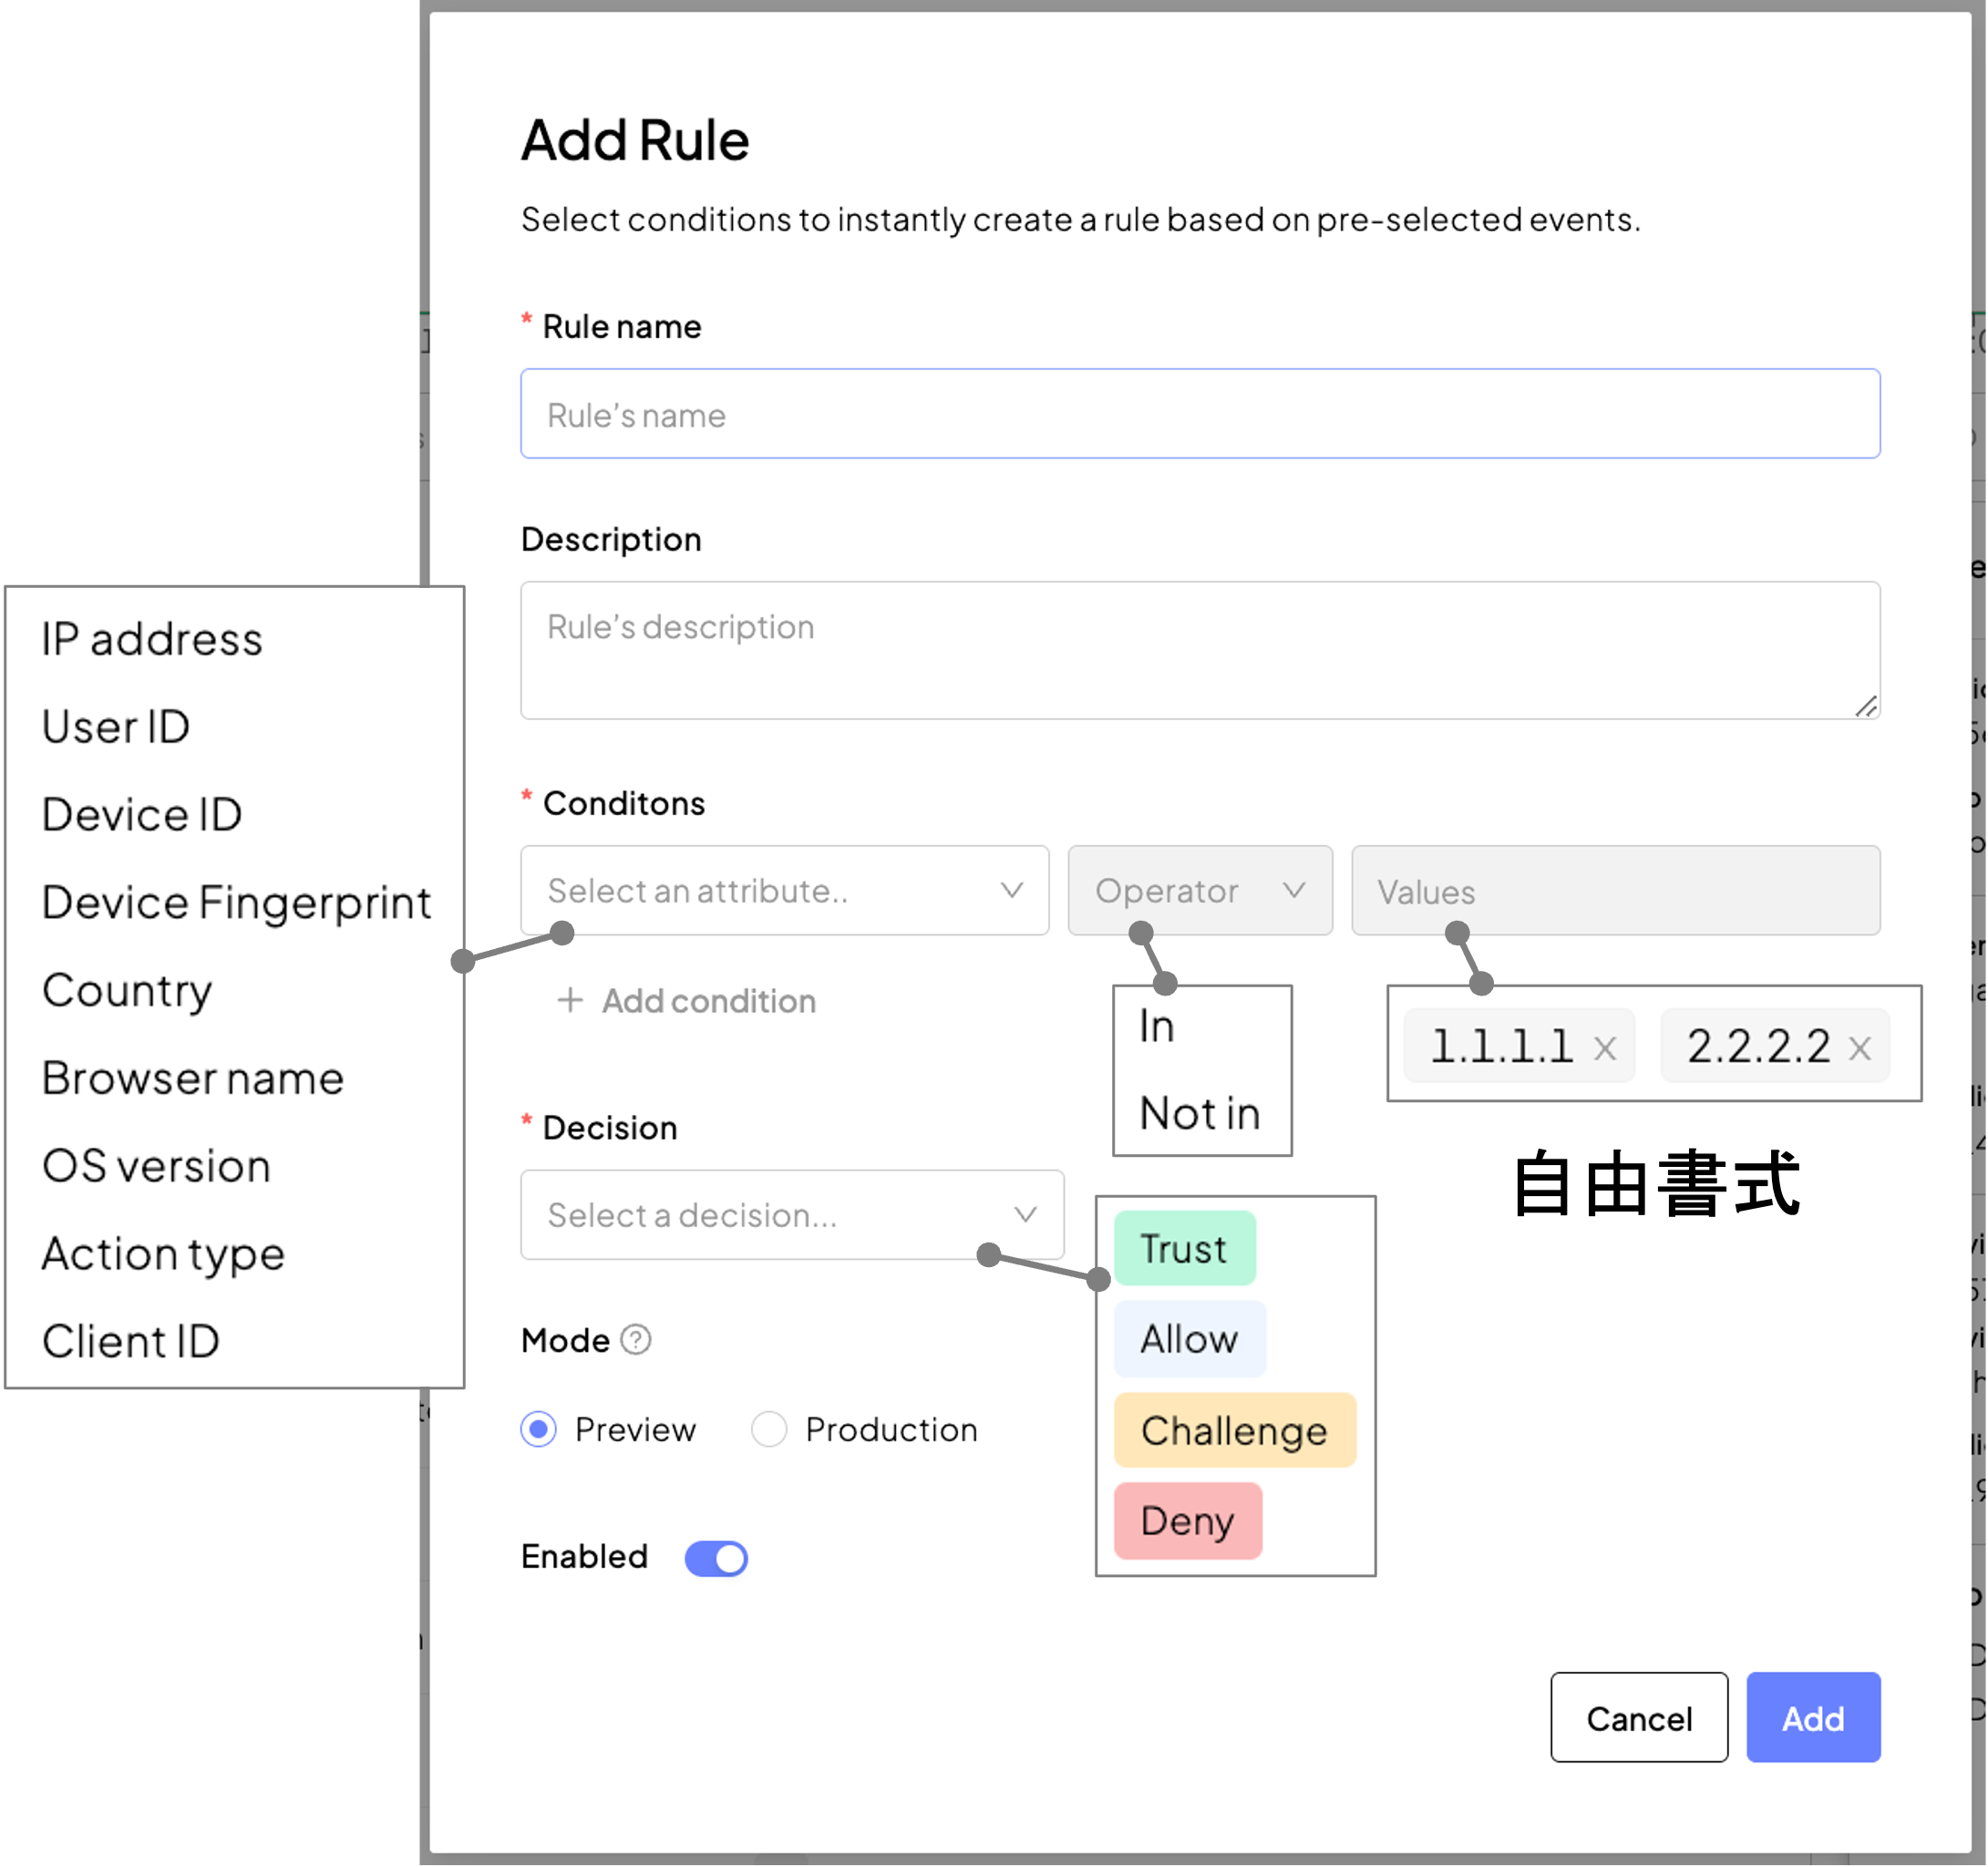 Add Rule
Select conditions to instantly create a rule based on pre-selected events.
* Rule name
Rule's name
Description
Rule's description
* Conditons
Select an attribute..
Operator
Values
+ Add condition
IP address
User ID
Device ID
Device Fingerprint
Country
Browser name
OS version
Action type
Client ID
In
Not in
1.1.1.1 x 2.2.2.2 x
自由書式
* Decision
Select a decision...
Trust
Allow
Challenge
Deny
Mode ?
Preview Production
Enabled
Cancel Add